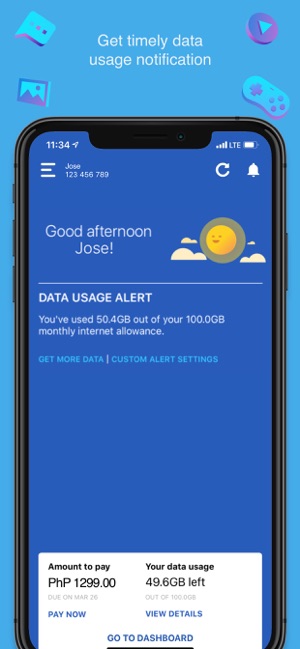 Get timely data
usage notification
11:34
LTE
Jose
123 456 789
Good afternoon
Jose!
DATA USAGE ALERT
You've used 50.4GB out of your 100.0GB
monthly internet allowance.
GET MORE DATA | CUSTOM ALERT SETTINGS
Amount to pay
PhP 1299.00
DUE ON MAR 26
PAY NOW
Your data usage
49.6GB left
OUT OF 100.0GB
VIEW DETAILS
GO TO DASHBOARD